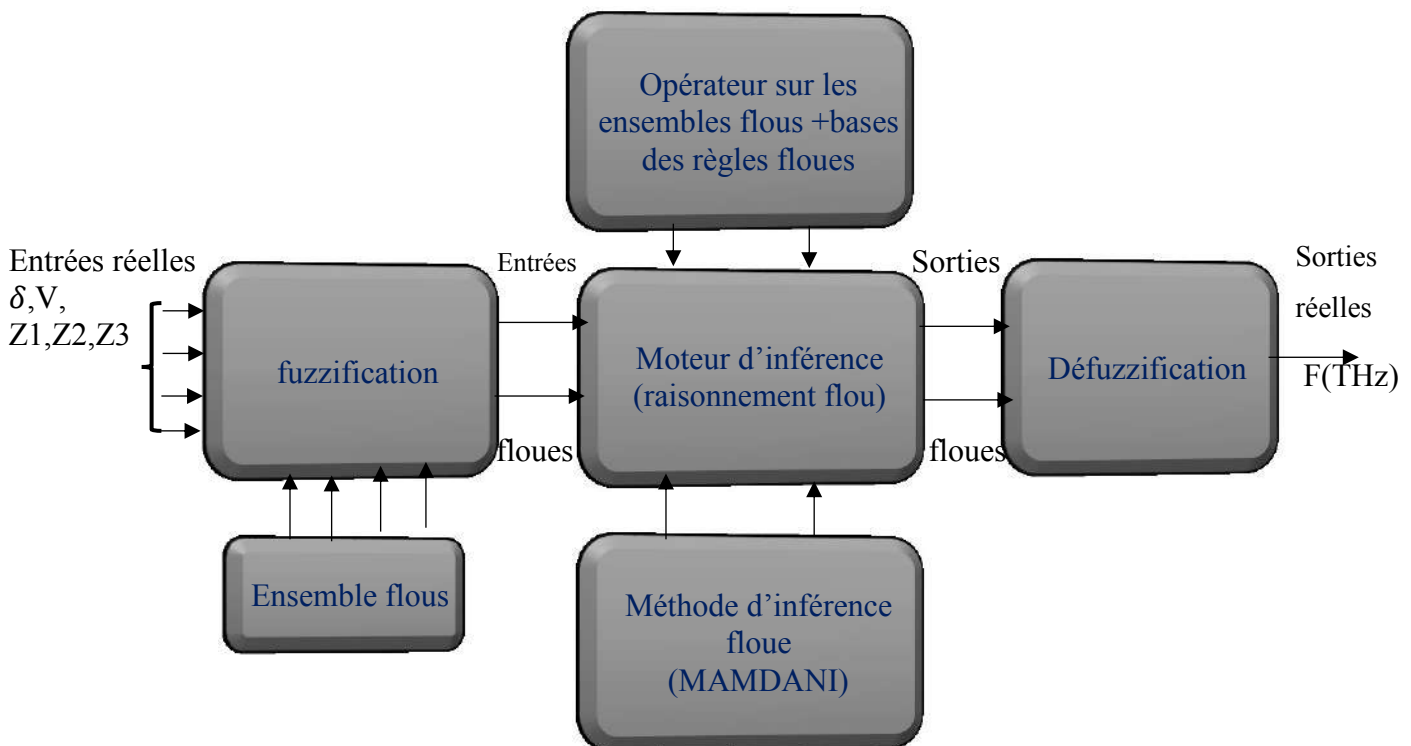 Opérateur sur les
ensembles flous +bases
des règles floues
Entrées réelles
δ,V,
Z1,Z2,Z3
fuzzification
Entrées
floues
Moteur d’inférence
(raisonnement flou)
Sorties
floues
Défuzzification
Sorties
réelles
F(THz)
Ensemble flous
Méthode d’inférence
floue
(MAMDANI)